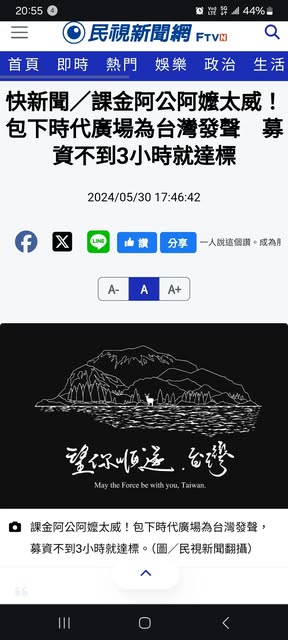 20:55 4 44%
民視新聞網 FTVN
首頁 即時 熱門 娛樂 政治 生活
快新聞／課金阿公阿嬤太威！
包下時代廣場為台灣發聲 募
資不到3小時就達標
2024/05/30 17:46:42
讚 分享 一人說這個讚。成為朋
A- A A+
望你順遂，台灣
May the Force be with you, Taiwan.
課金阿公阿嬤太威！包下時代廣場為台灣發聲，
募資不到3小時就達標。（圖／民視新聞翻攝）